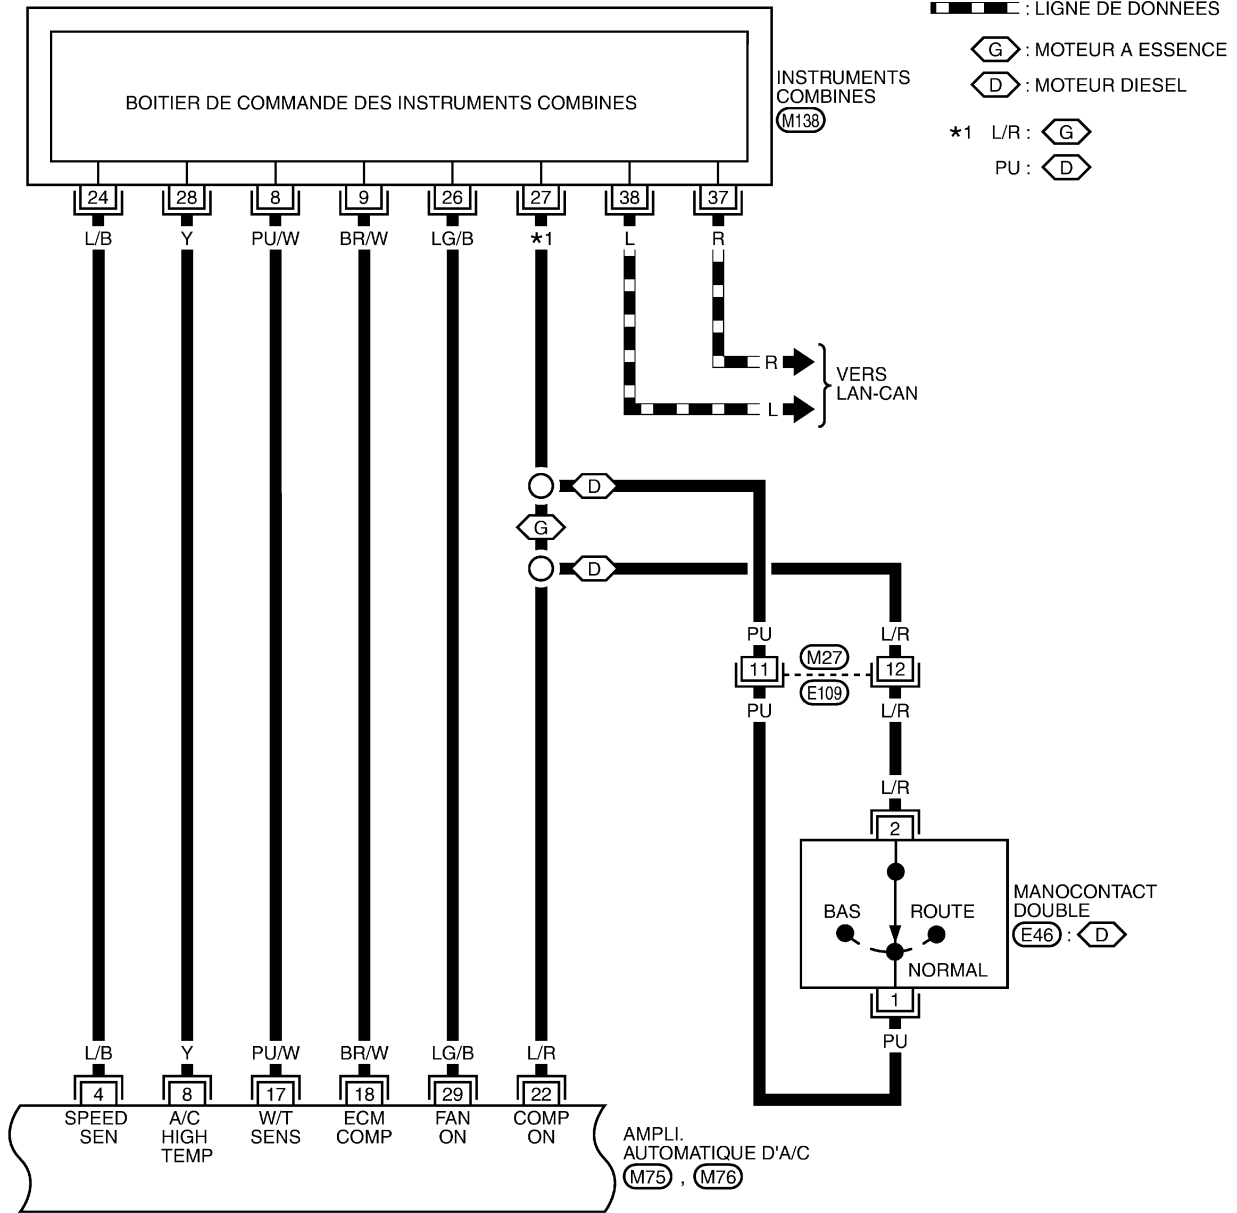 : LIGNE DE DONNEES
G : MOTEUR A ESSENCE
D : MOTEUR DIESEL
*1 L/R : G
PU : D
BOITIER DE COMMANDE DES INSTRUMENTS COMBINES
INSTRUMENTS
COMBINES
M138
24 28 8 9 26 27 38 37
L/B Y PU/W BR/W LG/B *1 L R
R
L
VERS
LAN-CAN
D
G
D
PU L/R
11 M27 12
E109
PU L/R
L/R
2
BAS ROUTE
NORMAL
MANOCONTACT
DOUBLE
E46 : D
1
PU
L/B Y PU/W BR/W LG/B L/R
4 8 17 18 29 22
SPEED
SEN
A/C
HIGH
TEMP
W/T
SENS
ECM
COMP
FAN
ON
COMP
ON
AMPLI.
AUTOMATIQUE D'A/C
M75 , M76